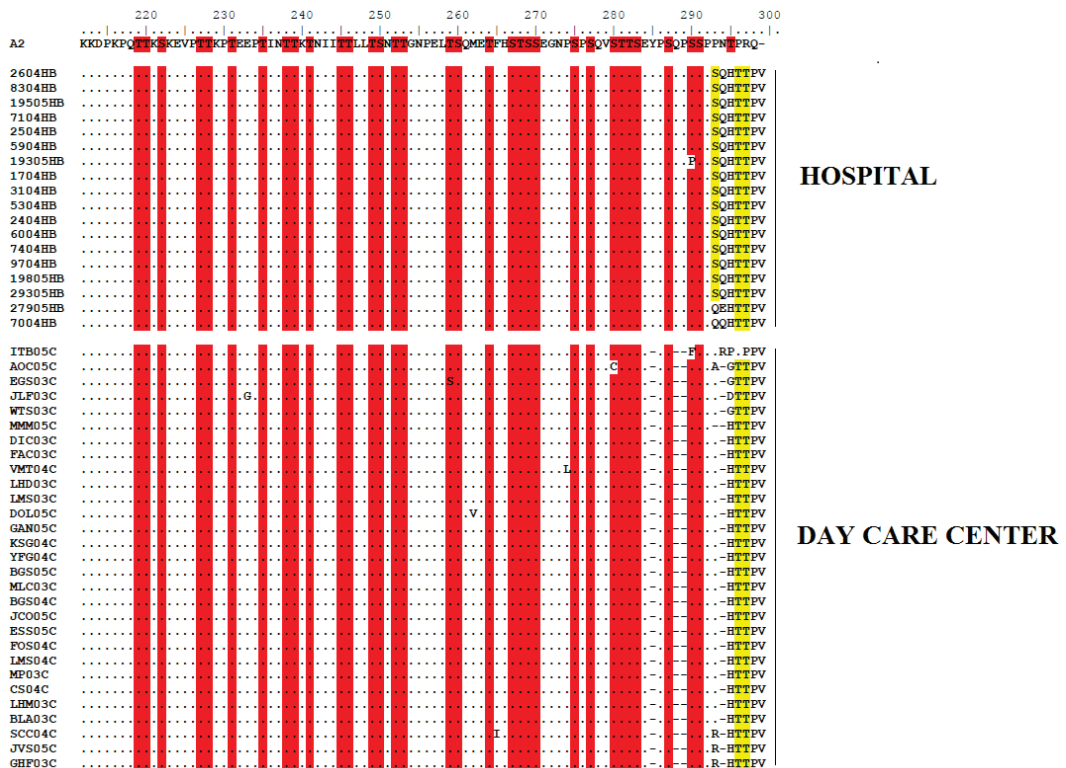 220 230 240 250 260 270 280 290 300
A2 KKDPKPQTTKSKEVPTTKPTEEPTINTTKTNIITTLLTSNTTGNPELTSQMETFHSTSSEGNPSPSQVSTTSEYPSQPSSPPNTPRQ-
2604HB .................................................................................SQHTTPV
8304HB .................................................................................SQHTTPV
19505HB .................................................................................SQHTTPV
7104HB .................................................................................SQHTTPV
2504HB .................................................................................SQHTTPV
5904HB .................................................................................SQHTTPV
19305HB ..............................................................................P..SQHTTPV
1704HB .................................................................................SQHTTPV
3104HB .................................................................................SQHTTPV
5304HB .................................................................................SQHTTPV
2404HB .................................................................................SQHTTPV
6004HB .................................................................................SQHTTPV
7404HB .................................................................................SQHTTPV
9704HB .................................................................................SQHTTPV
19805HB .................................................................................SQHTTPV
29305HB .................................................................................SQHTTPV
27905HB .................................................................................QEHTTPV
7004HB .................................................................................QQHTTPV
HOSPITAL
ITB05C .........................................................................-..--F...RP.PPV
AOC05C ....................................................................C....-..--...A-GTTPV
EGS03C ...............................................S.........................-..--....-GTTPV
JLF03C .....................G...................................................-..--....-DTTPV
WTS03C .........................................................................-..--....-GTTPV
MMM05C .........................................................................-..--...--HTTPV
DIC03C .........................................................................-..--....-HTTPV
FAC03C .........................................................................-..--....-HTTPV
VMT04C ..............................................................L..........-..--....-HTTPV
LHD03C .........................................................................-..--....-HTTPV
LMS03C .........................................................................-..--....-HTTPV
DOL05C ..................................................V......................-..--....-HTTPV
GAN05C .........................................................................-..--....-HTTPV
KSG04C .........................................................................-..--....-HTTPV
YFG04C .........................................................................-..--....-HTTPV
BGS05C .........................................................................-..--....-HTTPV
MLC03C .........................................................................-..--....-HTTPV
BGS04C .........................................................................-..--....-HTTPV
JCO05C .........................................................................-..--....-HTTPV
ESS05C .........................................................................-..--....-HTTPV
FOS04C .........................................................................-..--....-HTTPV
LMS04C .........................................................................-..--....-HTTPV
MP03C .........................................................................-..--....-HTTPV
CS04C .........................................................................-..--....-HTTPV
LHM03C .........................................................................-..--....-HTTPV
BLA03C .........................................................................-..--....-HTTPV
SCC04C .....................................................I...................-..--...R-HTTPV
JVS05C .........................................................................-..--...R-HTTPV
GHF03C .........................................................................-..--...R-HTTPV
DAY CARE CENTER